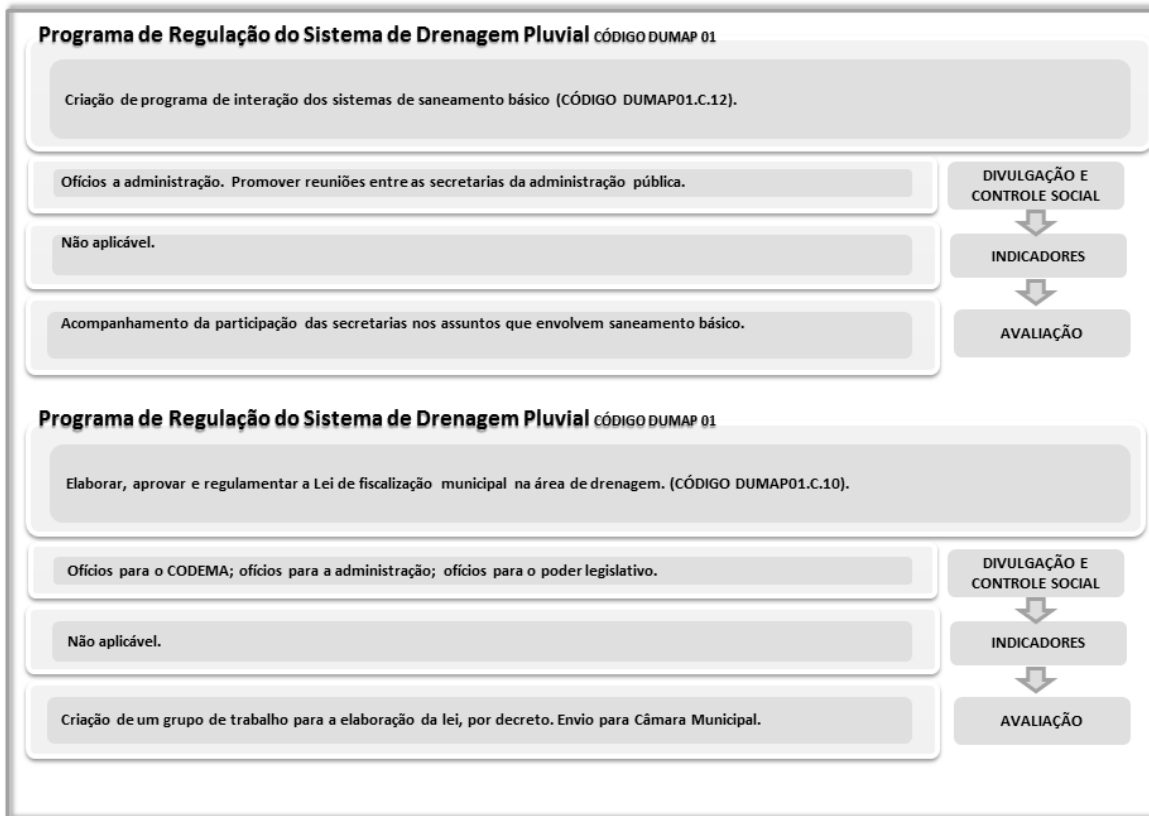 Programa de Regulação do Sistema de Drenagem Pluvial CÓDIGO DUMAP 01
Criação de programa de interação dos sistemas de saneamento básico (CÓDIGO DUMAP01.C.12).
Ofícios a administração. Promover reuniões entre as secretarias da administração pública.
DIVULGAÇÃO E
CONTROLE SOCIAL
Não aplicável.
INDICADORES
Acompanhamento da participação das secretarias nos assuntos que envolvem saneamento básico.
AVALIAÇÃO
Programa de Regulação do Sistema de Drenagem Pluvial CÓDIGO DUMAP 01
Elaborar, aprovar e regulamentar a Lei de fiscalização municipal na área de drenagem. (CÓDIGO DUMAP01.C.10).
Ofícios para o CODEMA; ofícios para a administração; ofícios para o poder legislativo.
DIVULGAÇÃO E
CONTROLE SOCIAL
Não aplicável.
INDICADORES
Criação de um grupo de trabalho para a elaboração da lei, por decreto. Envio para Câmara Municipal.
AVALIAÇÃO